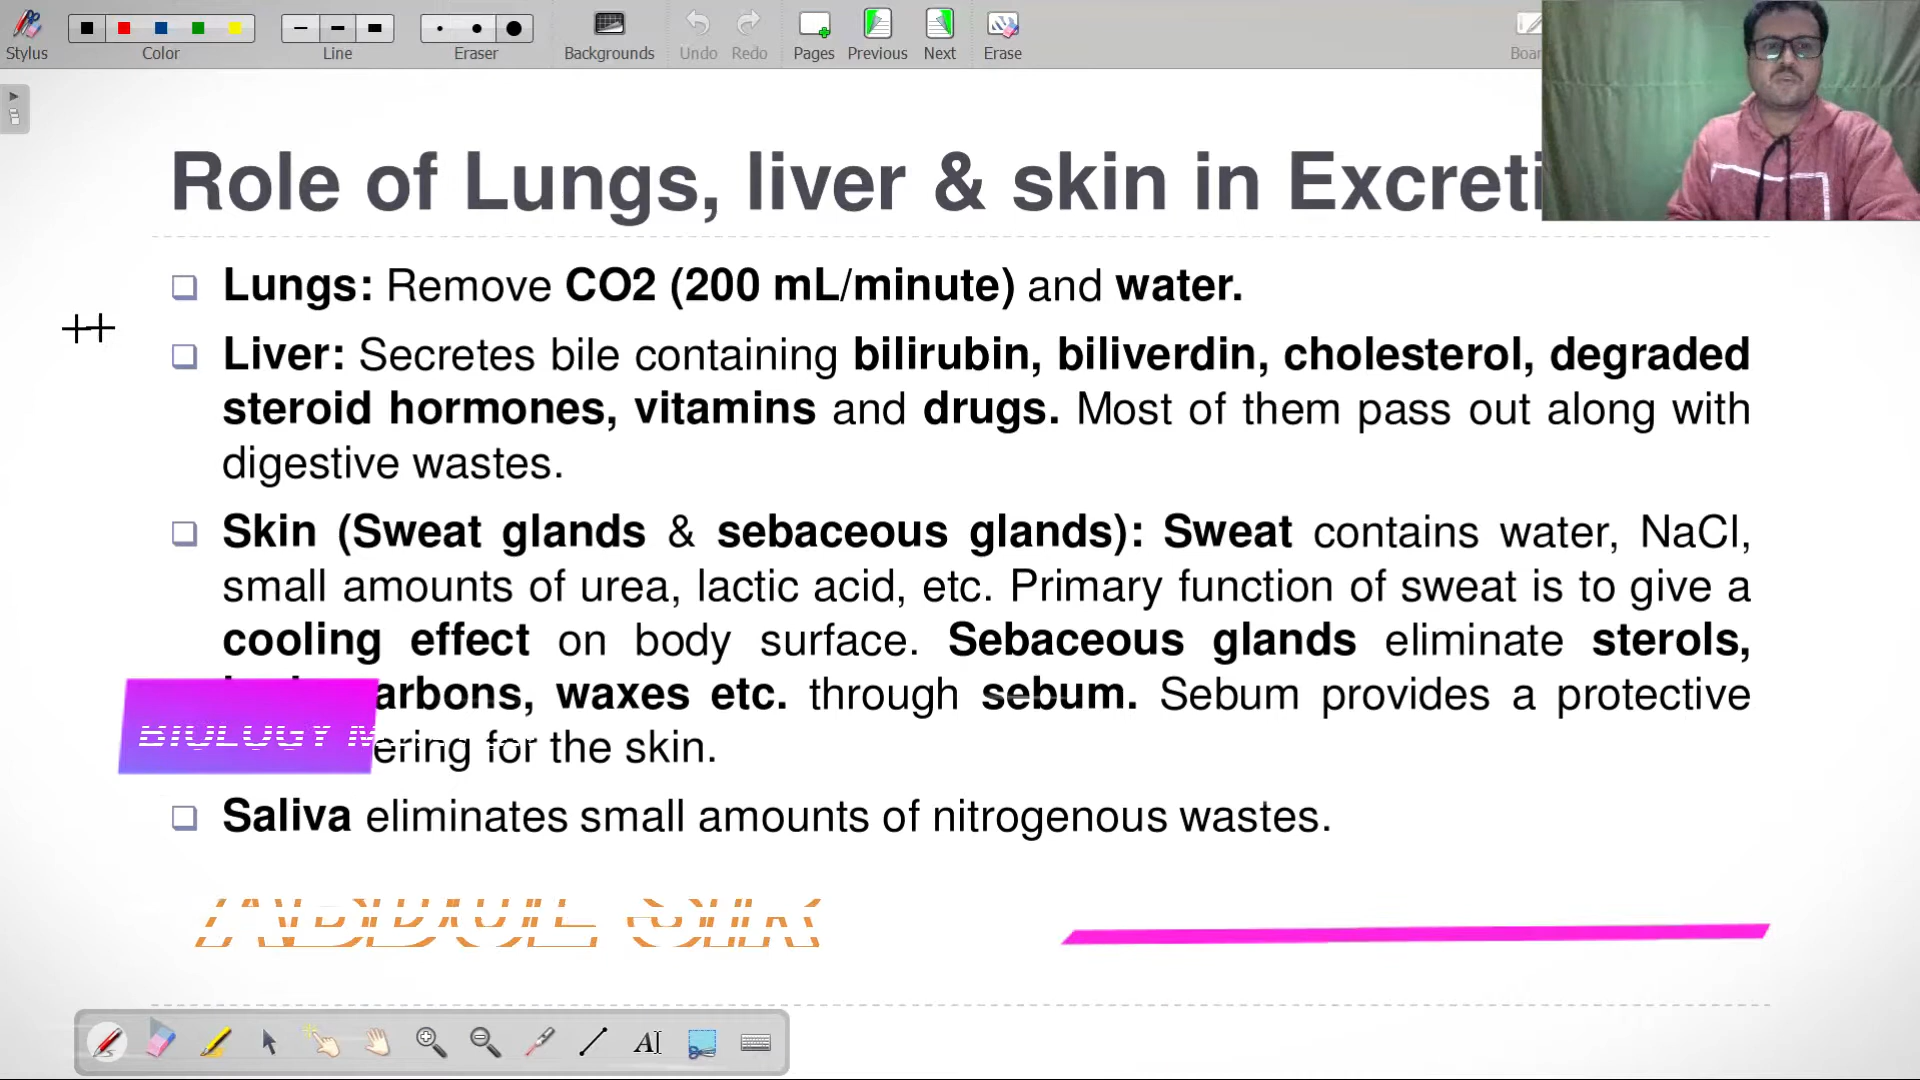 Stylus
Color
Line
Eraser
Backgrounds
Undo
Redo
Pages
Previous
Next
Erase
Role of Lungs, liver & skin in Excreti
Lungs: Remove CO2 (200 mL/minute) and water.
++
Liver: Secretes bile containing bilirubin, biliverdin, cholesterol, degraded
steroid hormones, vitamins and drugs. Most of them pass out along with
digestive wastes.
Skin (Sweat glands & sebaceous glands): Sweat contains water, NaCl,
small amounts of urea, lactic acid, etc. Primary function of sweat is to give a
cooling effect on body surface. Sebaceous glands eliminate sterols,
arbons, waxes etc. through sebum. Sebum provides a protective
BIOLOGY
ering for the skin.
Saliva eliminates small amounts of nitrogenous wastes.
ABDUL SIR